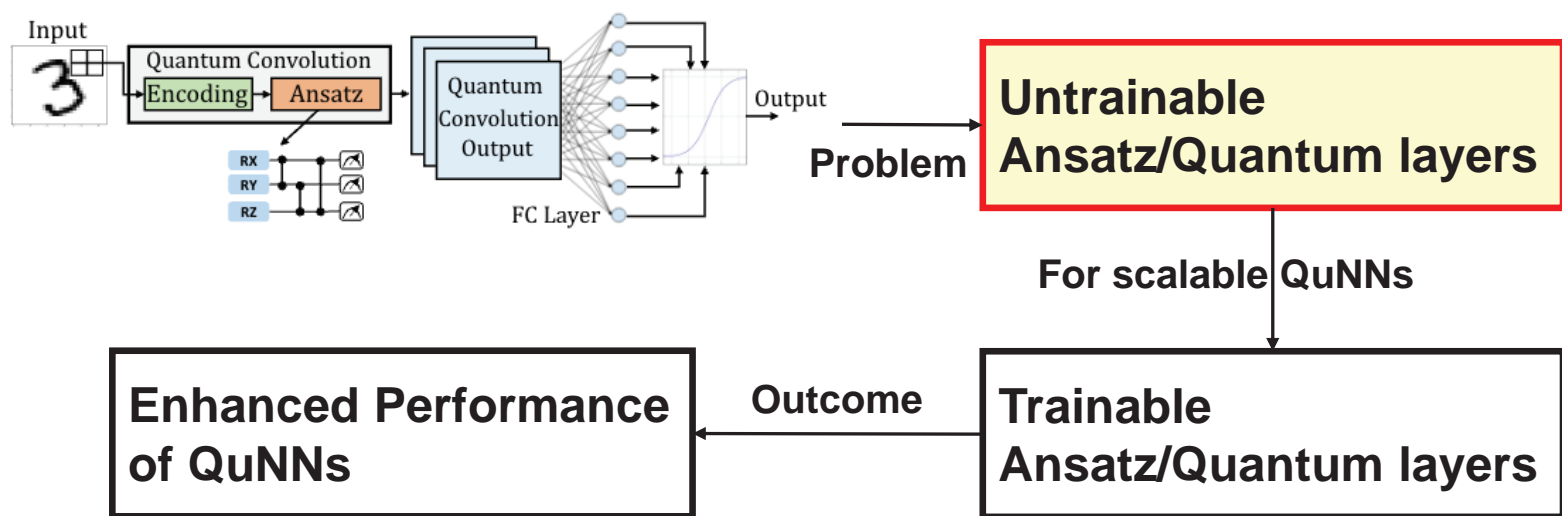 Input
3
Quantum Convolution
Encoding
Ansatz
RX
RY
RZ
Quantum
Convolution
Output
FC Layer
Output
Problem
Untrainable
Ansatz/Quantum layers
For scalable QuNNs
Trainable
Ansatz/Quantum layers
Outcome
Enhanced Performance
of QuNNs